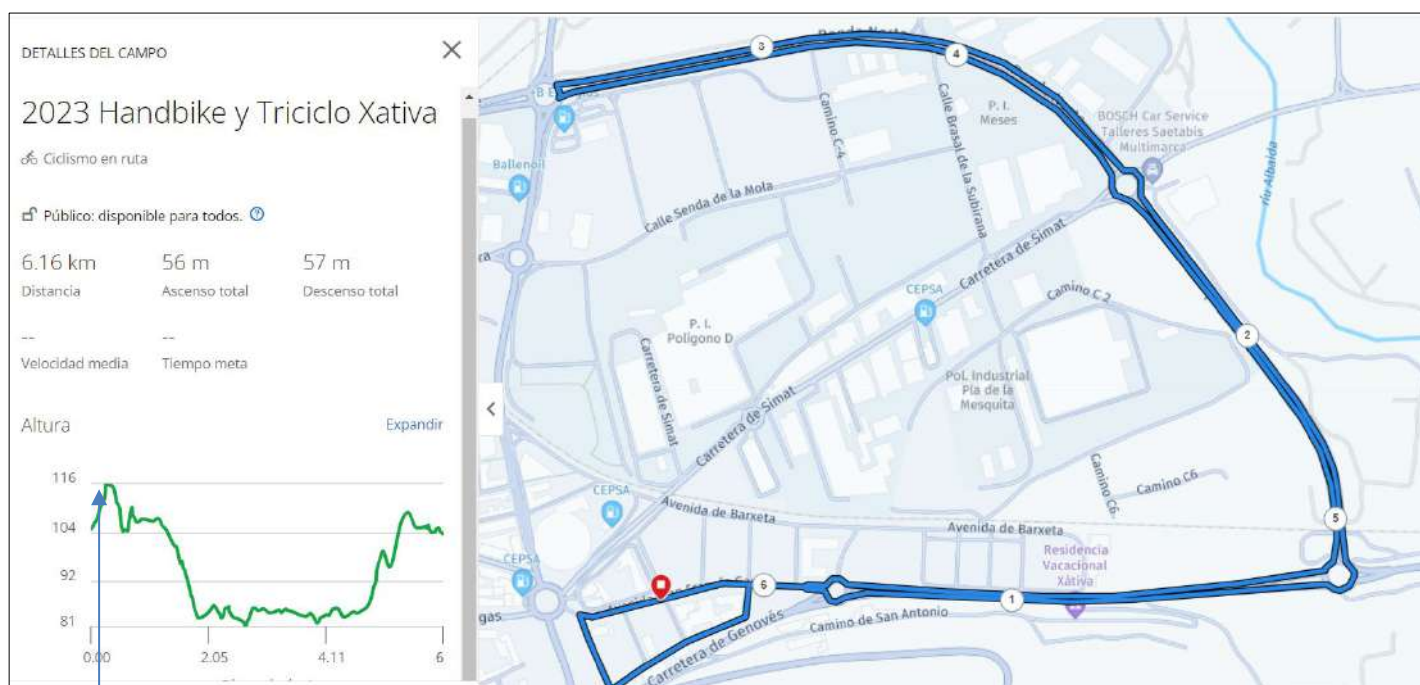 DETALLES DEL CAMPO
2023 Handbike y Triciclo Xativa
Ciclismo en ruta
Público: disponible para todos.
6.16 km
56 m
57 m
Distancia
Ascenso total
Descenso total
--
--
Velocidad media
Tiempo meta
Altura
Expandir
116
104
92
81
0.00
2.05
4.11
6
3
4
Camino C-4
Calle Brasal de la Subirana
P. I.
Meses
BOSCH Car Service
Talleres Saetabis
Multimarca
río Albaida
Ballenoil
Calle Senda de la Mola
Carretera de Simat
CEPSA
Camino C 2
2
P. I.
Polígono D
Carretera de Simat
Pol. Industrial
Pla de la
Mesquita
Carretera de Simat
Camino C6
Camino C6
CEPSA
Avenida de Barxeta
Avenida de Barxeta
5
CEPSA
Residencia
Vacacional
Xátiva
6
1
gas
Camino de San Antonio
Carretera de Genovés